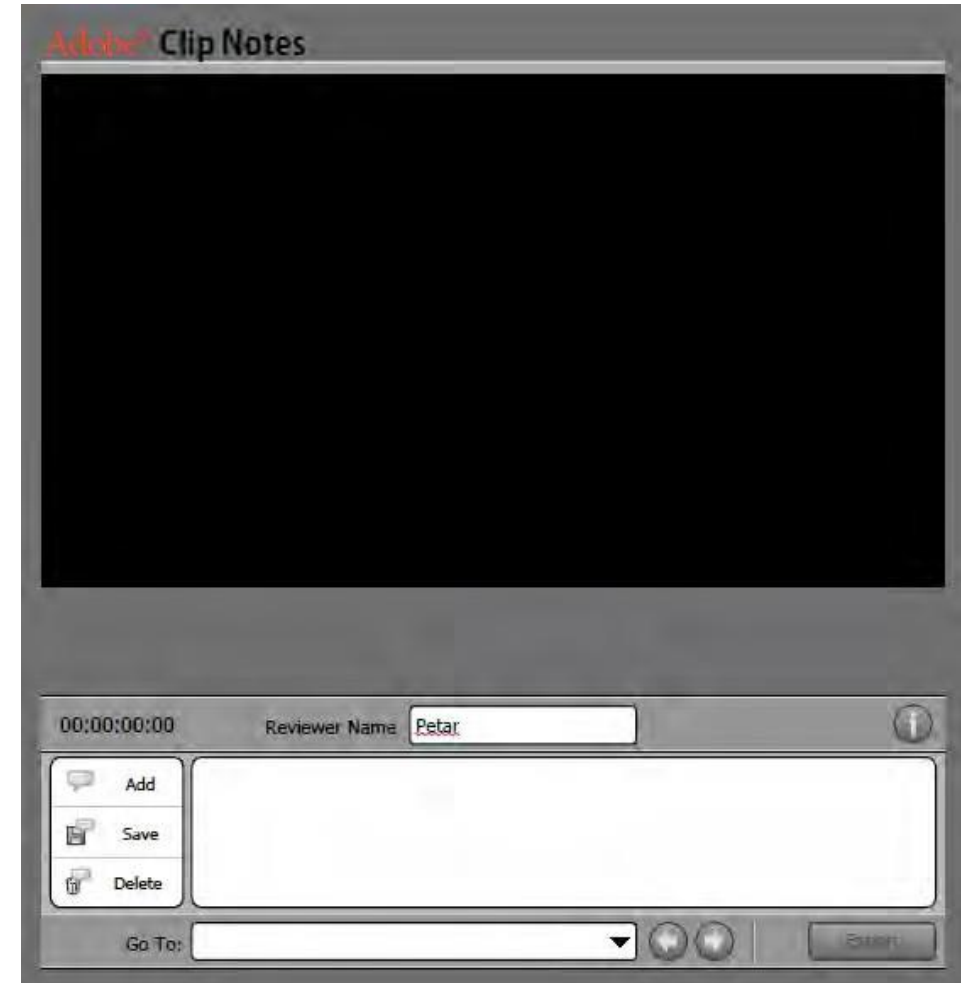 Adobe® Clip Notes
00:00:00:00 Reviewer Name Petar
Add
Save
Delete
Go To: